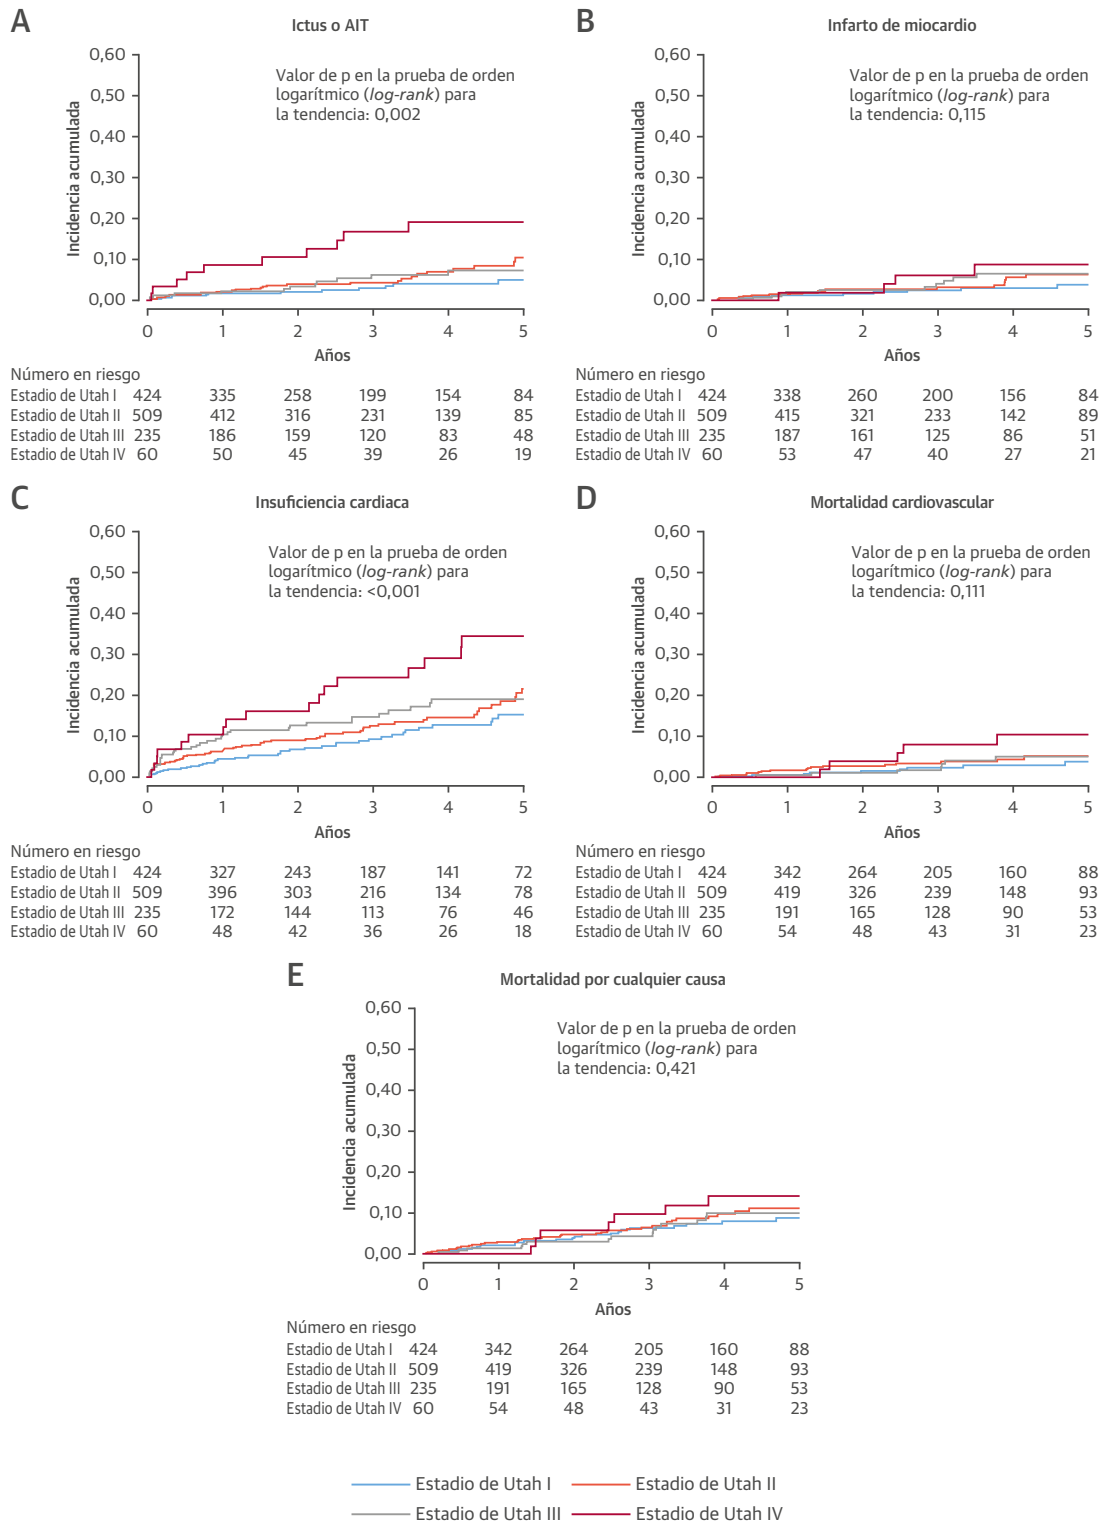 A
Ictus o AIT
0,60
0,50
0,40
0,30
0,20
0,10
0,00
Incidencia acumulada
Valor de p en la prueba de orden
logarítmico (log-rank) para
la tendencia: 0,002
0 1 2 3 4 5
Años
Número en riesgo
Estadio de Utah I 424 335 258 199 154 84
Estadio de Utah II 509 412 316 231 139 85
Estadio de Utah III 235 186 159 120 83 48
Estadio de Utah IV 60 50 45 39 26 19
B
Infarto de miocardio
0,60
0,50
0,40
0,30
0,20
0,10
0,00
Incidencia acumulada
Valor de p en la prueba de orden
logarítmico (log-rank) para
la tendencia: 0,115
0 1 2 3 4 5
Años
Número en riesgo
Estadio de Utah I 424 338 260 200 156 84
Estadio de Utah II 509 415 321 233 142 89
Estadio de Utah III 235 187 161 125 86 51
Estadio de Utah IV 60 53 47 40 27 21
C
Insuficiencia cardiaca
0,60
0,50
0,40
0,30
0,20
0,10
0,00
Incidencia acumulada
Valor de p en la prueba de orden
logarítmico (log-rank) para
la tendencia: <0,001
0 1 2 3 4 5
Años
Número en riesgo
Estadio de Utah I 424 327 243 187 141 72
Estadio de Utah II 509 396 303 216 134 78
Estadio de Utah III 235 172 144 113 76 46
Estadio de Utah IV 60 48 42 36 26 18
D
Mortalidad cardiovascular
0,60
0,50
0,40
0,30
0,20
0,10
0,00
Incidencia acumulada
Valor de p en la prueba de orden
logarítmico (log-rank) para
la tendencia: 0,111
0 1 2 3 4 5
Años
Número en riesgo
Estadio de Utah I 424 342 264 205 160 88
Estadio de Utah II 509 419 326 239 148 93
Estadio de Utah III 235 191 165 128 90 53
Estadio de Utah IV 60 54 48 43 31 23
E
Mortalidad por cualquier causa
0,60
0,50
0,40
0,30
0,20
0,10
0,00
Incidencia acumulada
Valor de p en la prueba de orden
logarítmico (log-rank) para
la tendencia: 0,421
0 1 2 3 4 5
Años
Número en riesgo
Estadio de Utah I 424 342 264 205 160 88
Estadio de Utah II 509 419 326 239 148 93
Estadio de Utah III 235 191 165 128 90 53
Estadio de Utah IV 60 54 48 43 31 23
Estadio de Utah I Estadio de Utah II
Estadio de Utah III Estadio de Utah IV